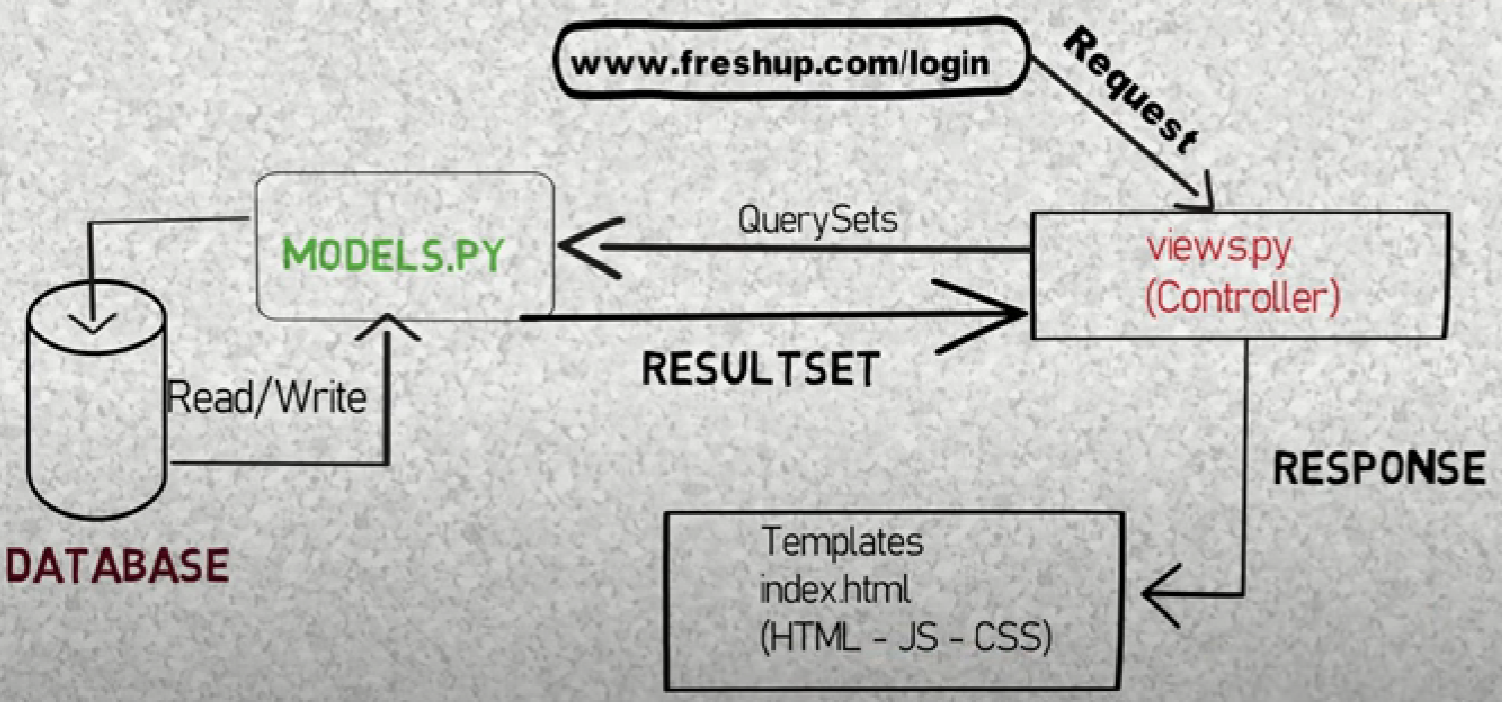 www.freshup.com/login
Request
QuerySets
MODELS.PY
views.py
(Controller)
RESULTSET
Read/Write
RESPONSE
DATABASE
Templates
index.html
(HTML - JS - CSS)